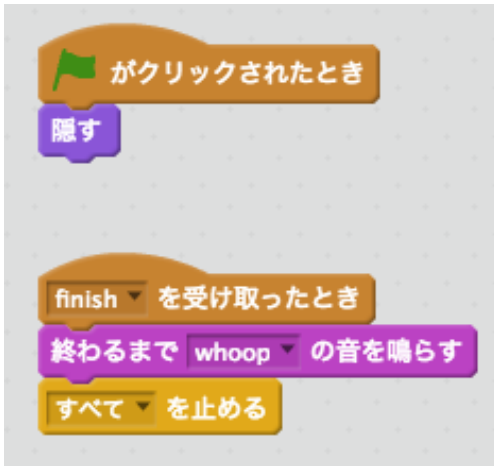 がクリックされたとき
隠す
finish を受け取ったとき
終わるまで whoop の音を鳴らす
すべて を止める